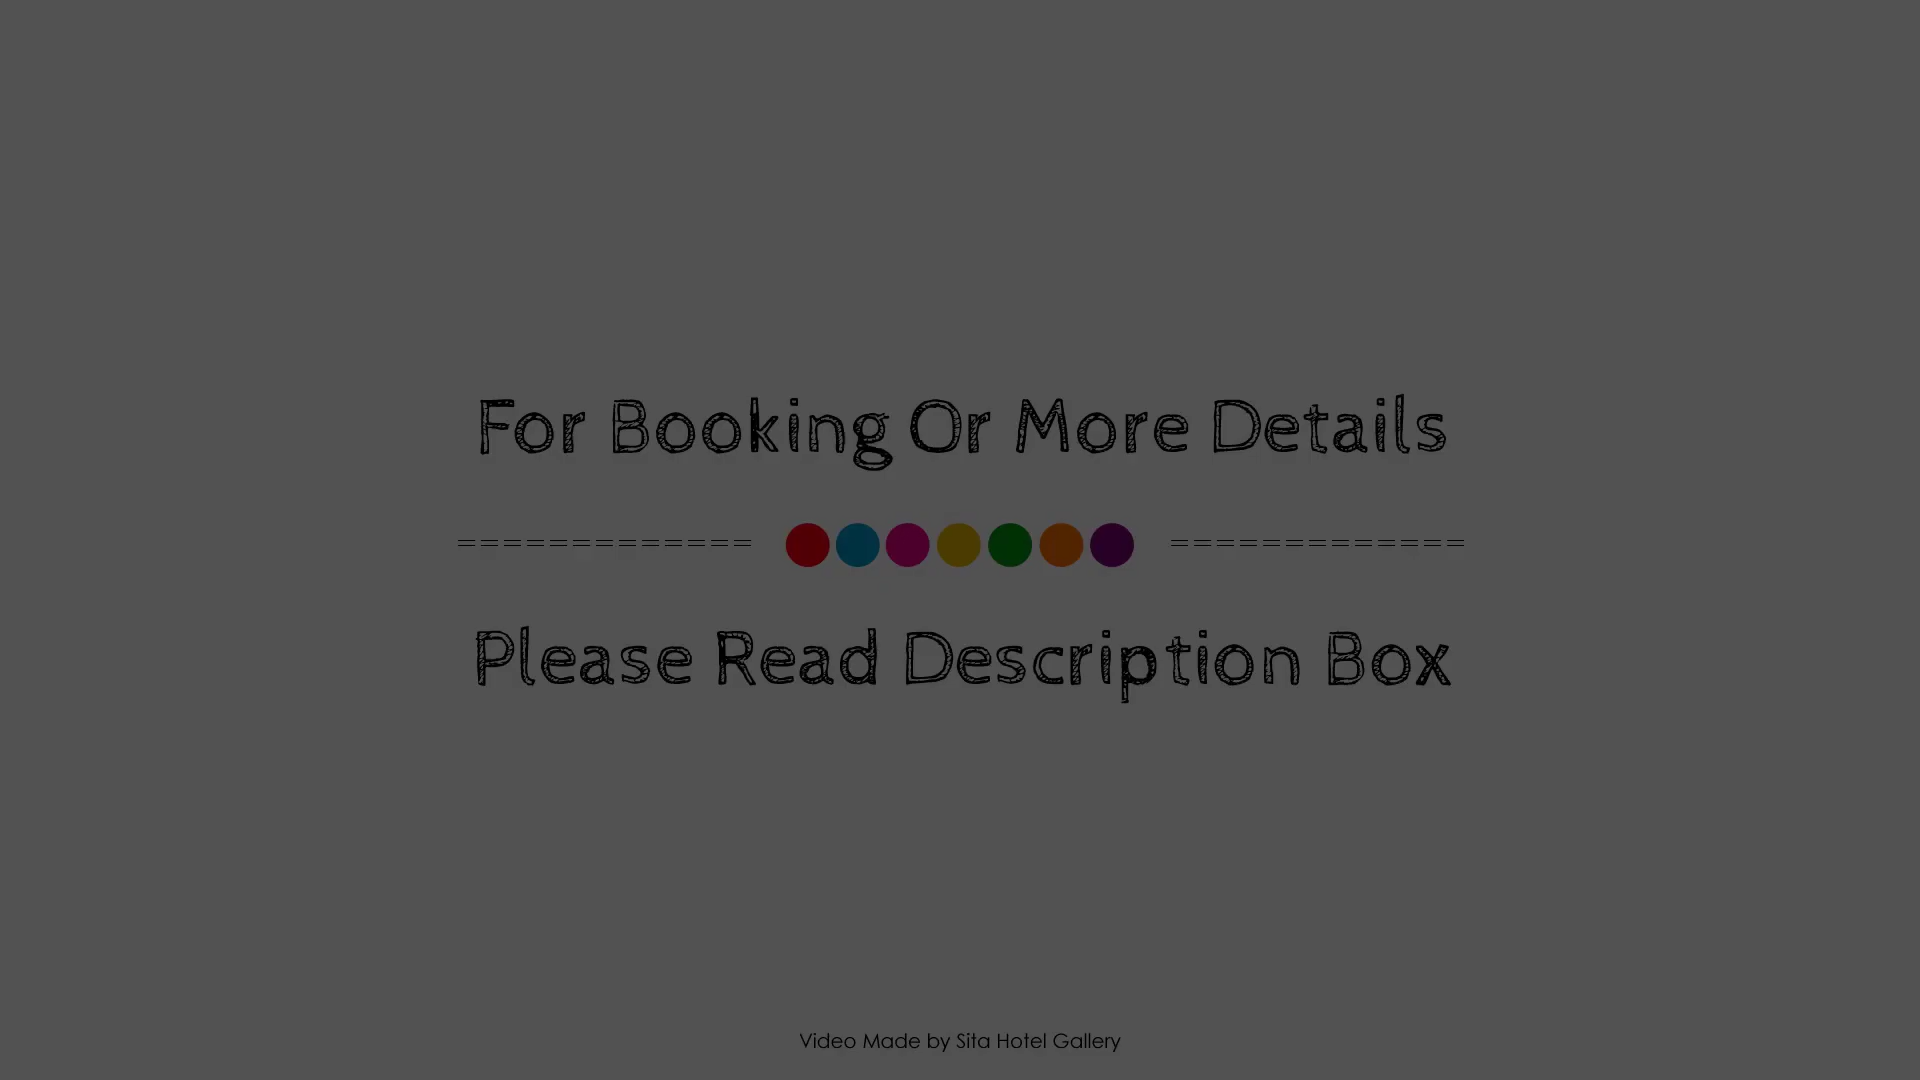 For Booking Or More Details
============= =============
Please Read Description Box
Video Made by Sita Hotel Gallery